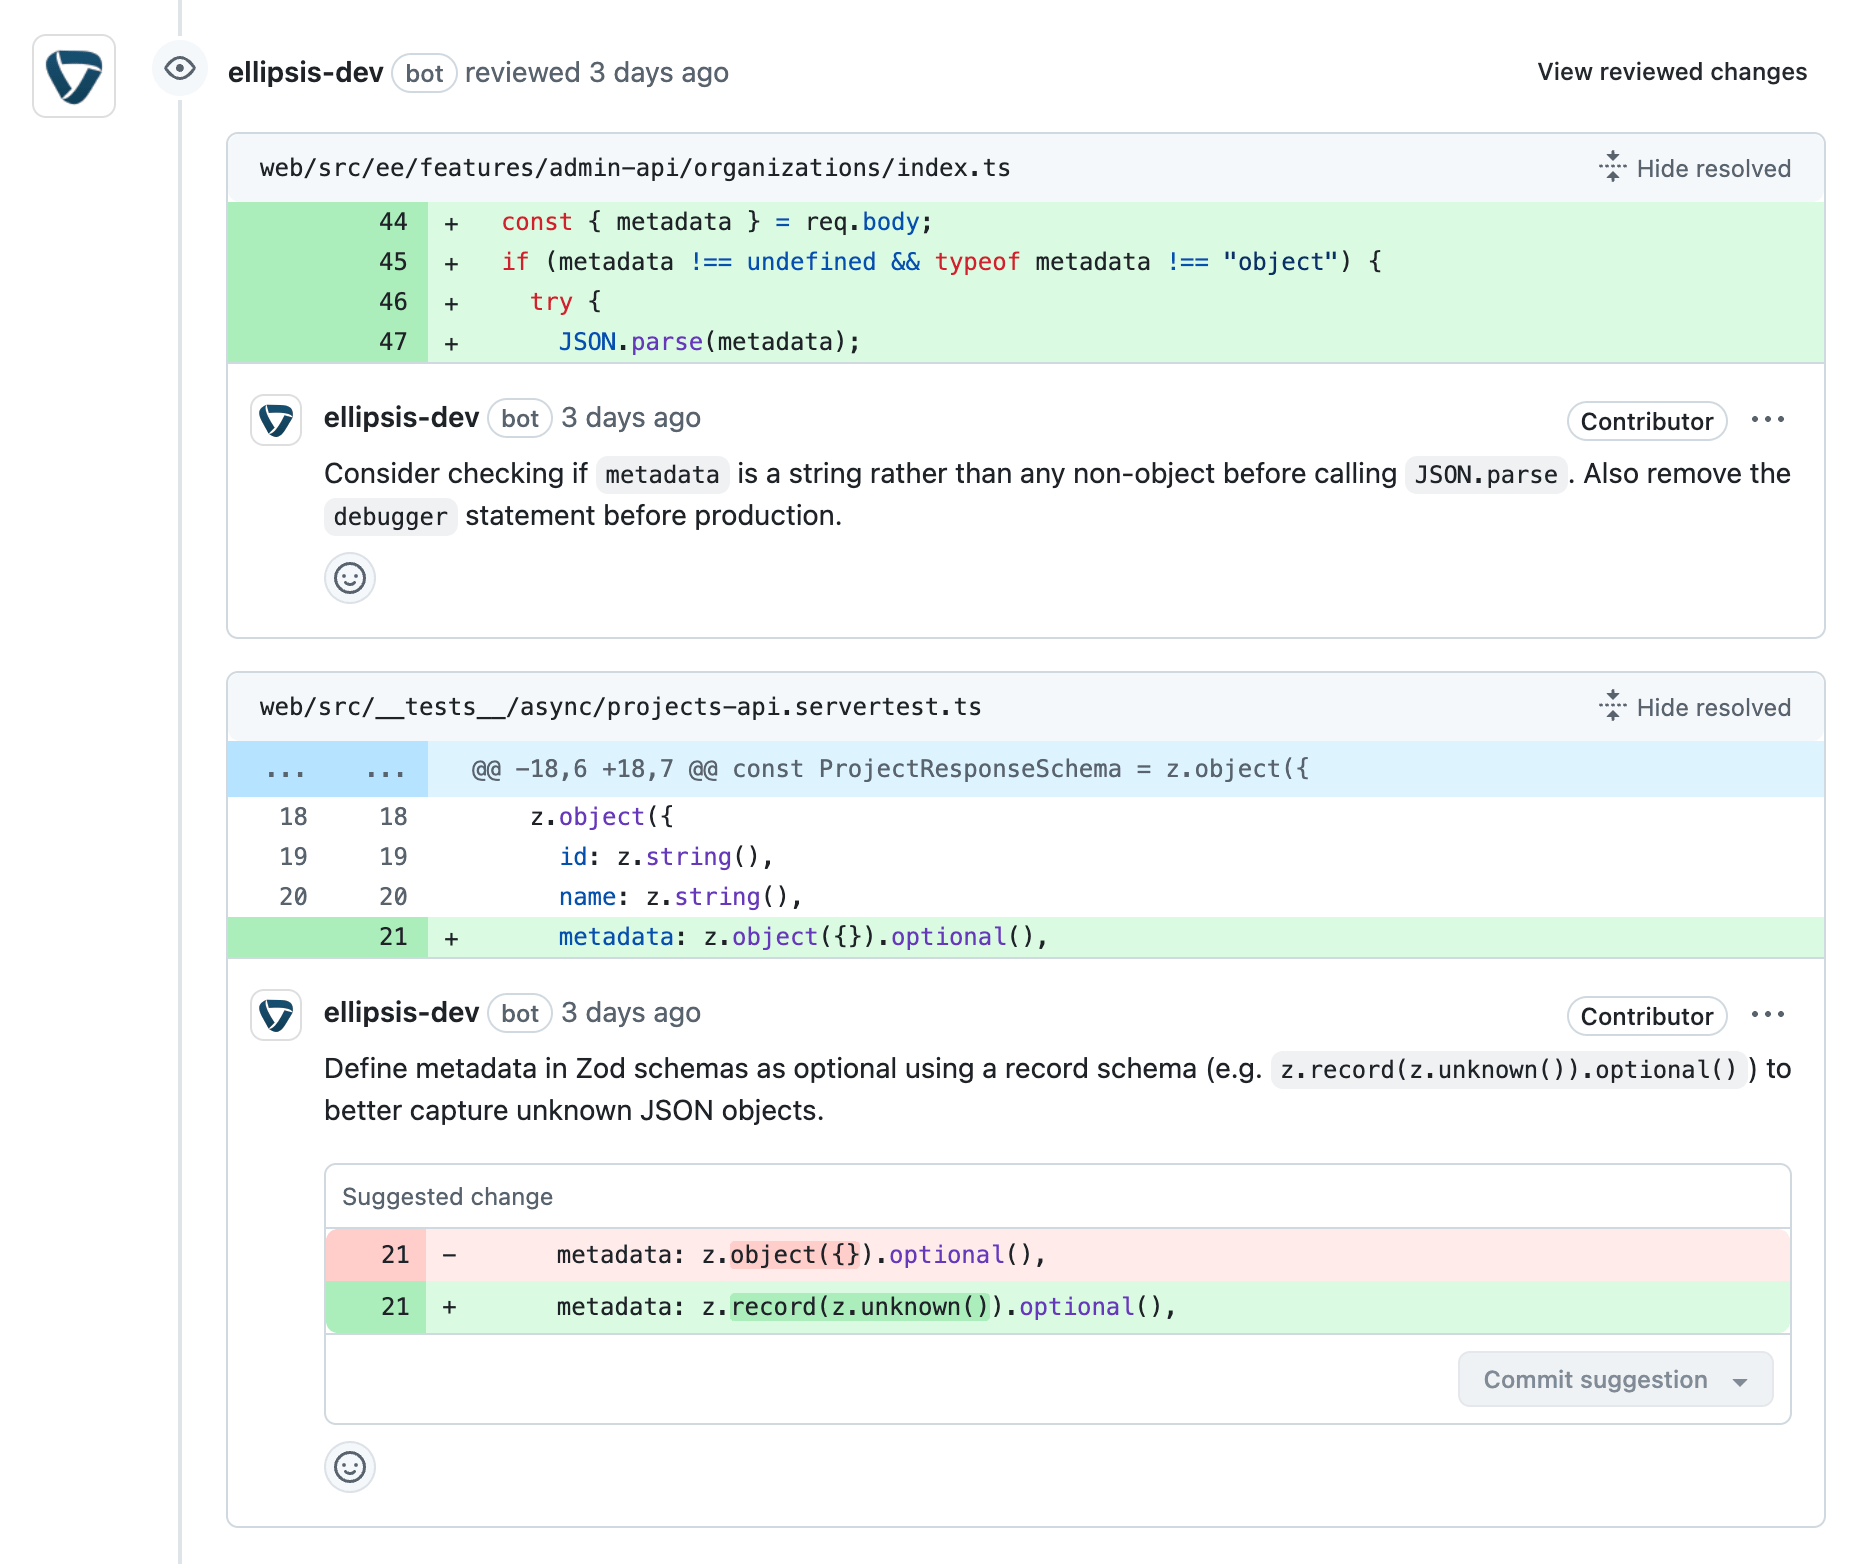 ellipsis-dev bot reviewed 3 days ago View reviewed changes
web/src/ee/features/admin-api/organizations/index.ts Hide resolved
44 + const { metadata } = req.body;
45 + if (metadata !== undefined && typeof metadata !== "object") {
46 + try {
47 + JSON.parse(metadata);
ellipsis-dev bot 3 days ago Contributor ...
Consider checking if metadata is a string rather than any non-object before calling JSON.parse. Also remove the
debugger statement before production.
web/src/__tests__/async/projects-api.servertest.ts Hide resolved
... ... @@ -18,6 +18,7 @@ const ProjectResponseSchema = z.object({
18 18 z.object({
19 19 id: z.string(),
20 20 name: z.string(),
21 + metadata: z.object({}).optional(),
ellipsis-dev bot 3 days ago Contributor ...
Define metadata in Zod schemas as optional using a record schema (e.g. z.record(z.unknown()).optional()) to
better capture unknown JSON objects.
Suggested change
21 - metadata: z.object({}).optional(),
21 + metadata: z.record(z.unknown()).optional(),
Commit suggestion